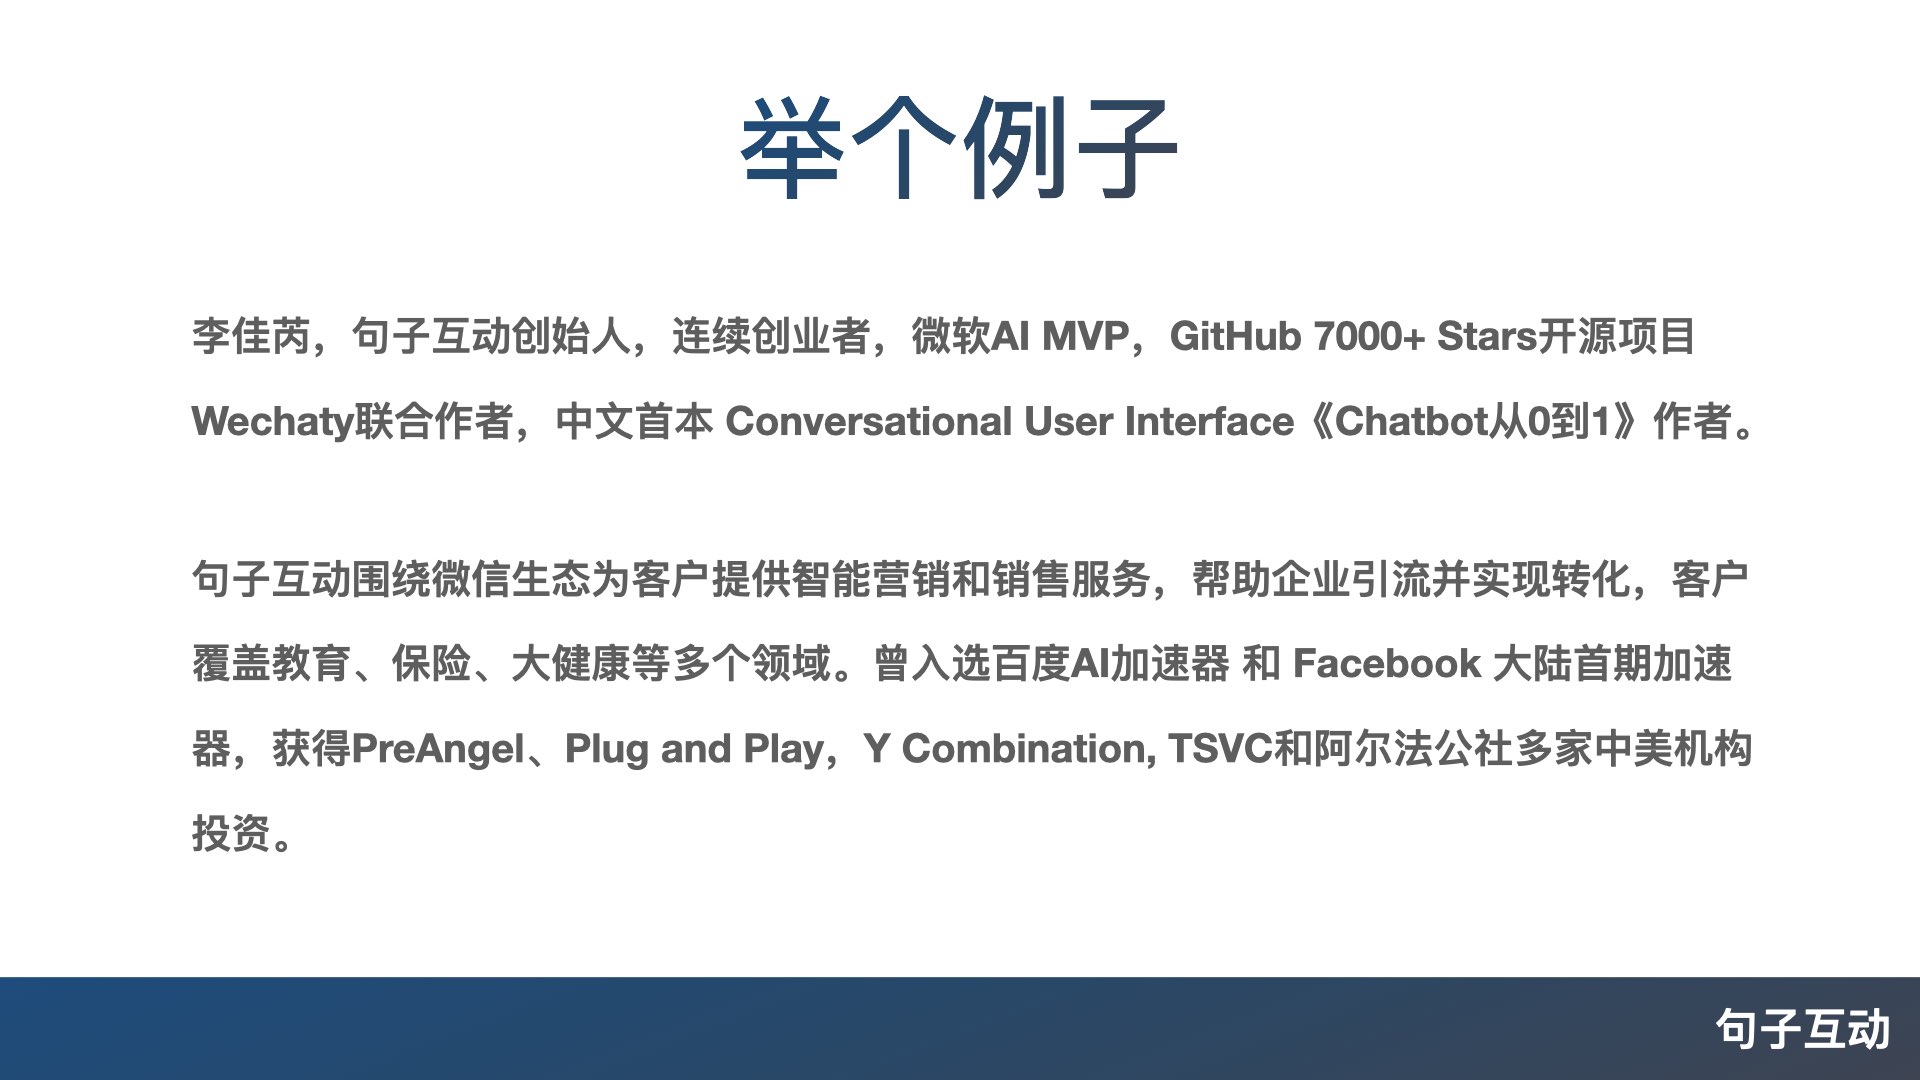 举个例子
李佳芮，句子互动创始人，连续创业者，微软AI MVP，GitHub 7000+ Stars开源项目
Wechaty联合作者，中文首本 Conversational User Interface《Chatbot从0到1》作者。
句子互动围绕微信生态为客户提供智能营销和销售服务，帮助企业引流并实现转化，客户
覆盖教育、保险、大健康等多个领域。曾入选百度AI加速器 和 Facebook 大陆首期加速
器，获得PreAngel、Plug and Play，Y Combination, TSVC和阿尔法公社多家中美机构
投资。
句子互动